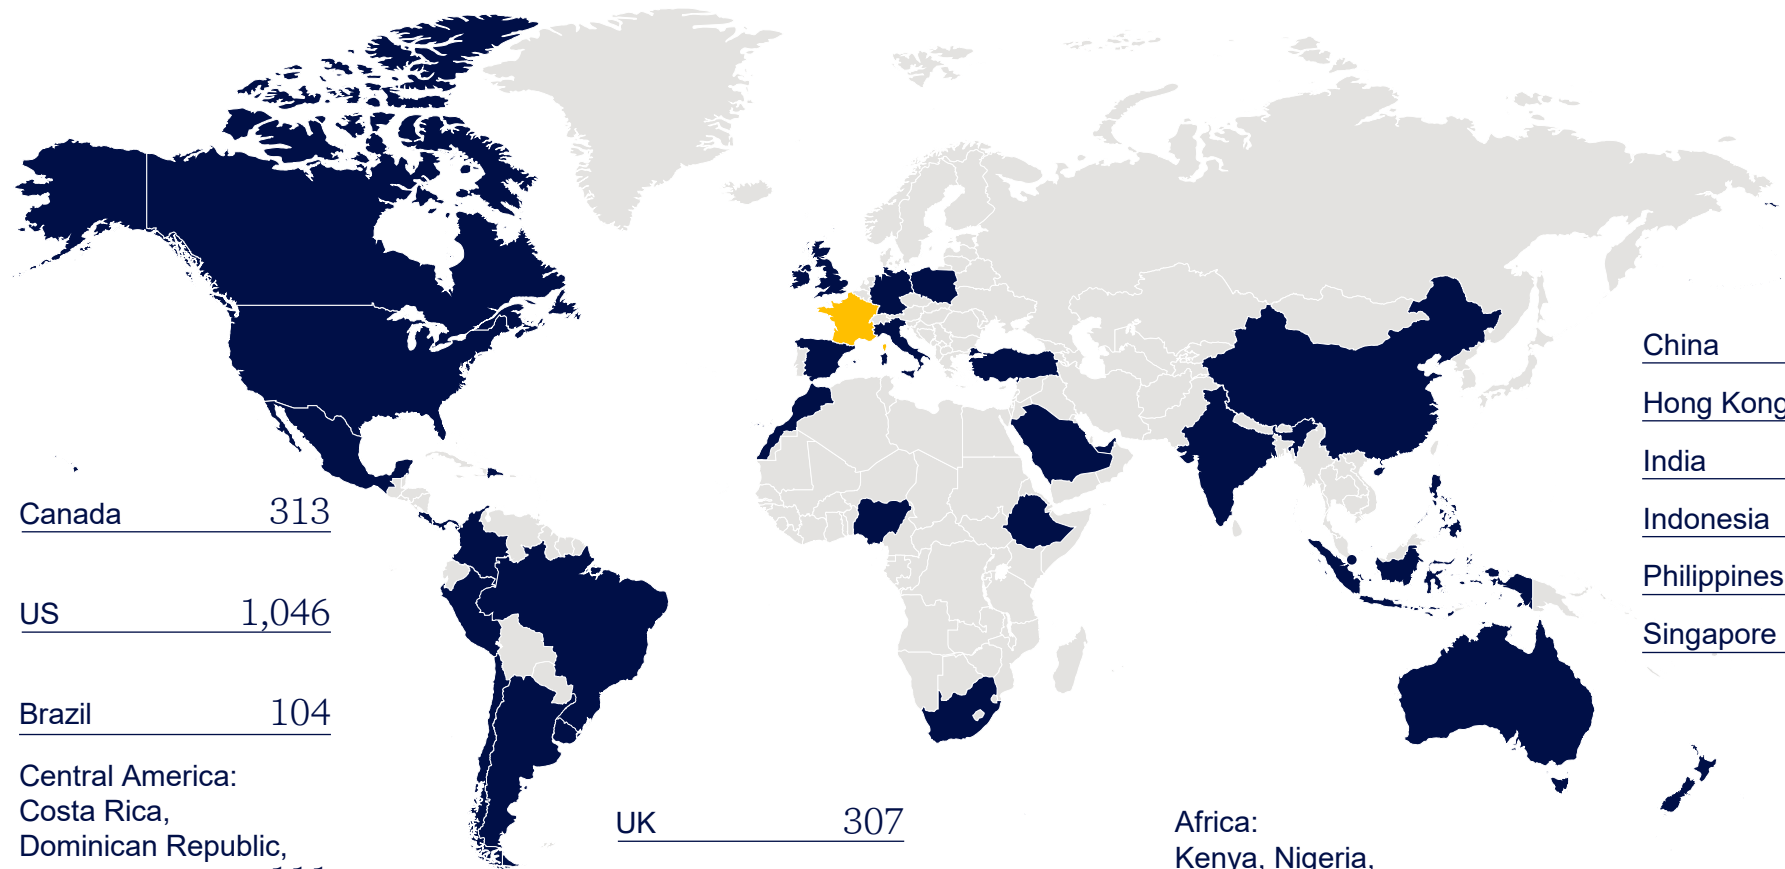 China
Hong Kong
India
Canada 313
Indonesia
Philippines
US 1,046
Singapore
Brazil 104
Central America:
Costa Rica,
Dominican Republic,
UK 307
Africa:
Kenya, Nigeria,